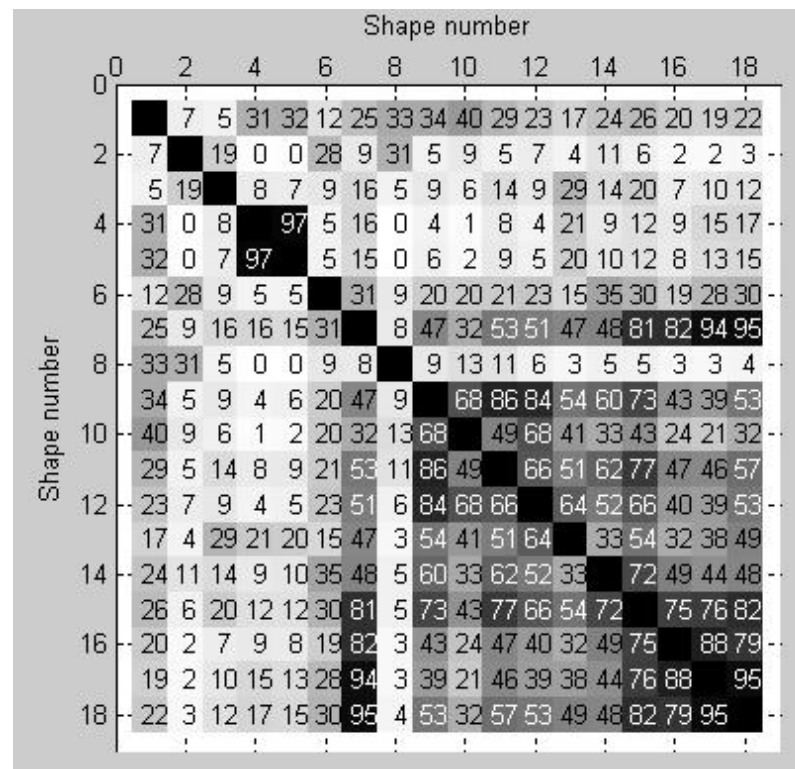 Shape number
0 2 4 6 8 10 12 14 16 18
0
7 5 31 32 12 25 33 34 40 29 23 17 24 26 20 19 22
2 7 19 0 0 28 9 31 5 9 5 7 4 11 6 2 2 3
5 19 8 7 9 16 5 9 6 14 9 29 14 20 7 10 12
4 31 0 8 97 5 16 0 4 1 8 4 21 9 12 9 15 17
32 0 7 97 5 15 0 6 2 9 5 20 10 12 8 13 15
6 12 28 9 5 5 31 9 20 20 21 23 15 35 30 19 28 30
25 9 16 16 15 31 8 47 32 53 51 47 48 81 82 94 95
8 33 31 5 0 0 9 8 9 13 11 6 3 5 5 3 3 4
34 5 9 4 6 20 47 9 68 86 84 54 60 73 43 39 53
10 40 9 6 1 2 20 32 13 68 49 68 41 33 43 24 21 32
29 5 14 8 9 21 53 11 86 49 66 51 62 77 47 46 57
12 23 7 9 4 5 23 51 6 84 68 66 64 52 66 40 39 53
17 4 29 21 20 15 47 3 54 41 51 64 33 54 32 38 49
14 24 11 14 9 10 35 48 5 60 33 62 52 33 72 49 44 48
26 6 20 12 12 30 81 5 73 43 77 66 54 72 75 76 82
16 20 2 7 9 8 19 82 3 43 24 47 40 32 49 75 88 79
19 2 10 15 13 28 94 3 39 21 46 39 38 44 76 88 95
18 22 3 12 17 15 30 95 4 53 32 57 53 49 48 82 79 95
Shape number